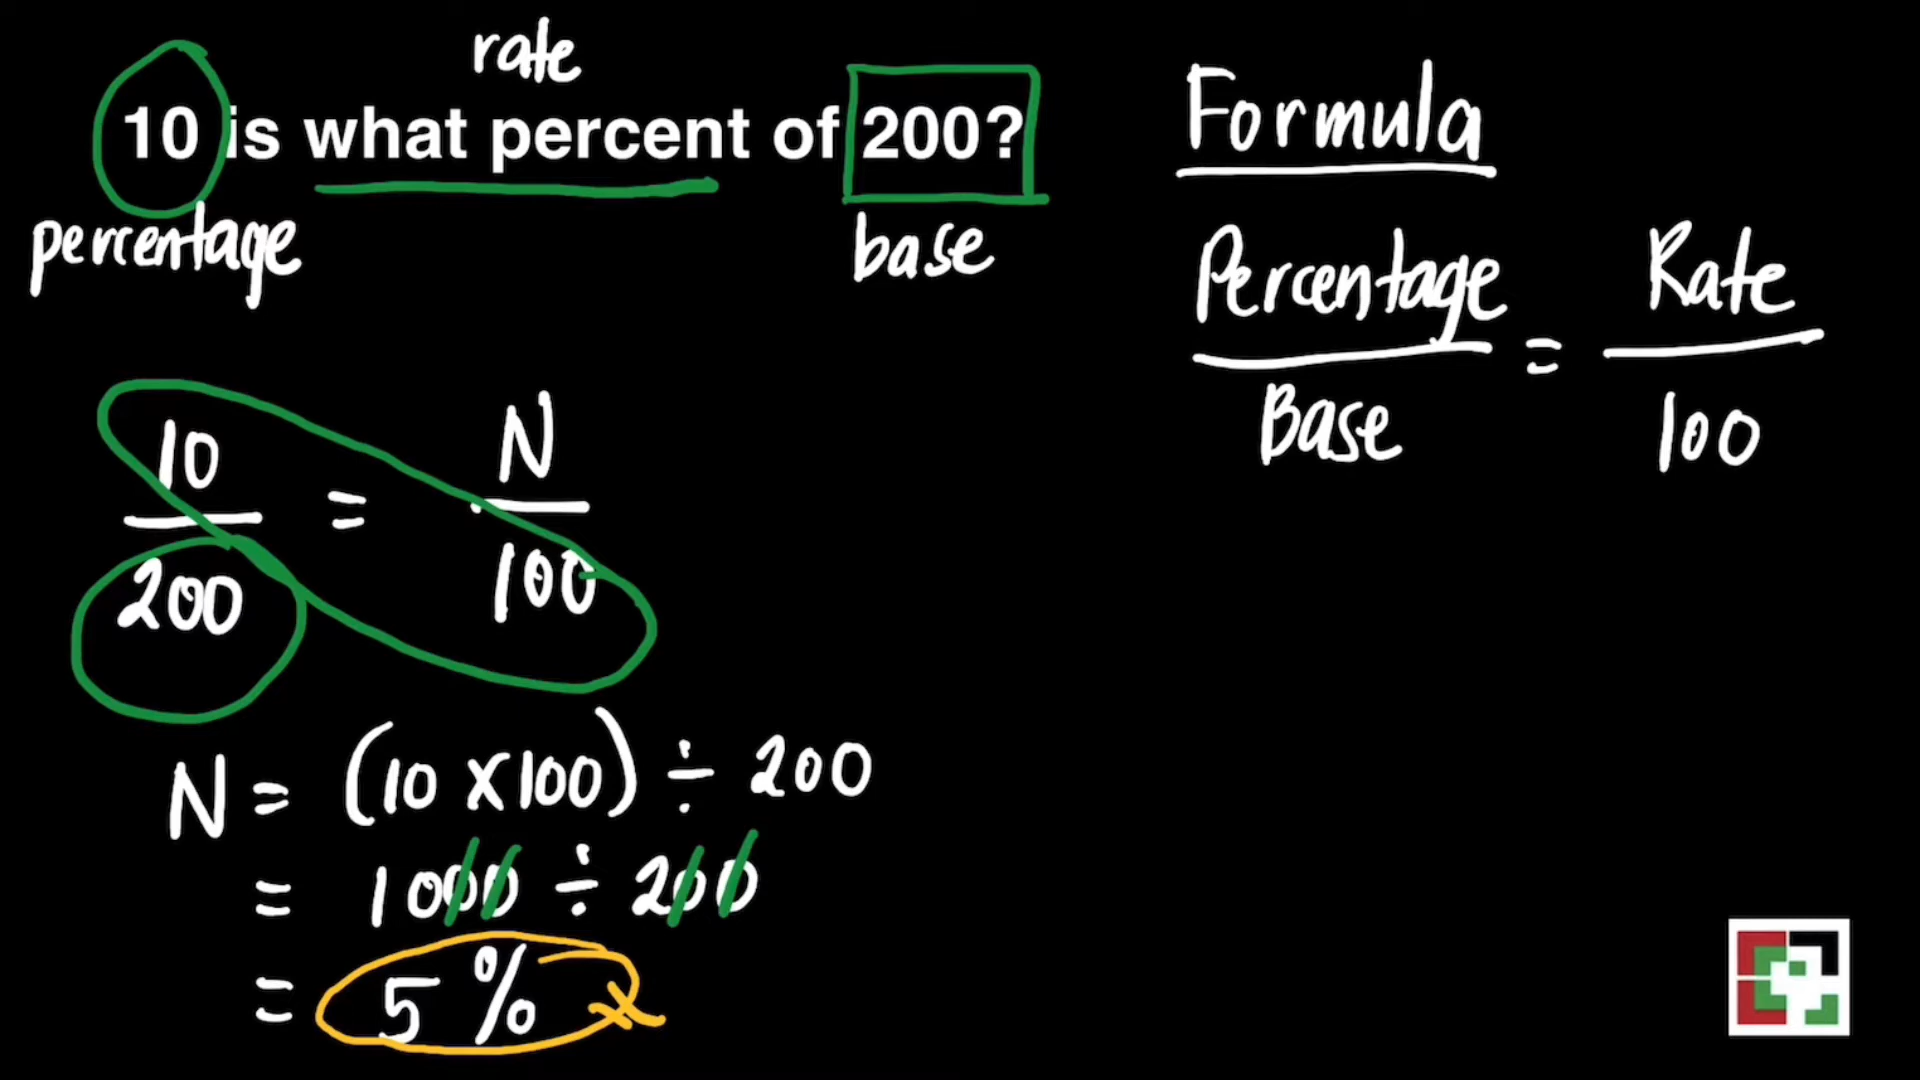 rate
10 is what percent of 200?
percentage
base
10 = N
200 100
N = (10 x 100) ÷ 200
= 1000 ÷ 200
= 5 %
Formula
Percentage = Rate
Base 100